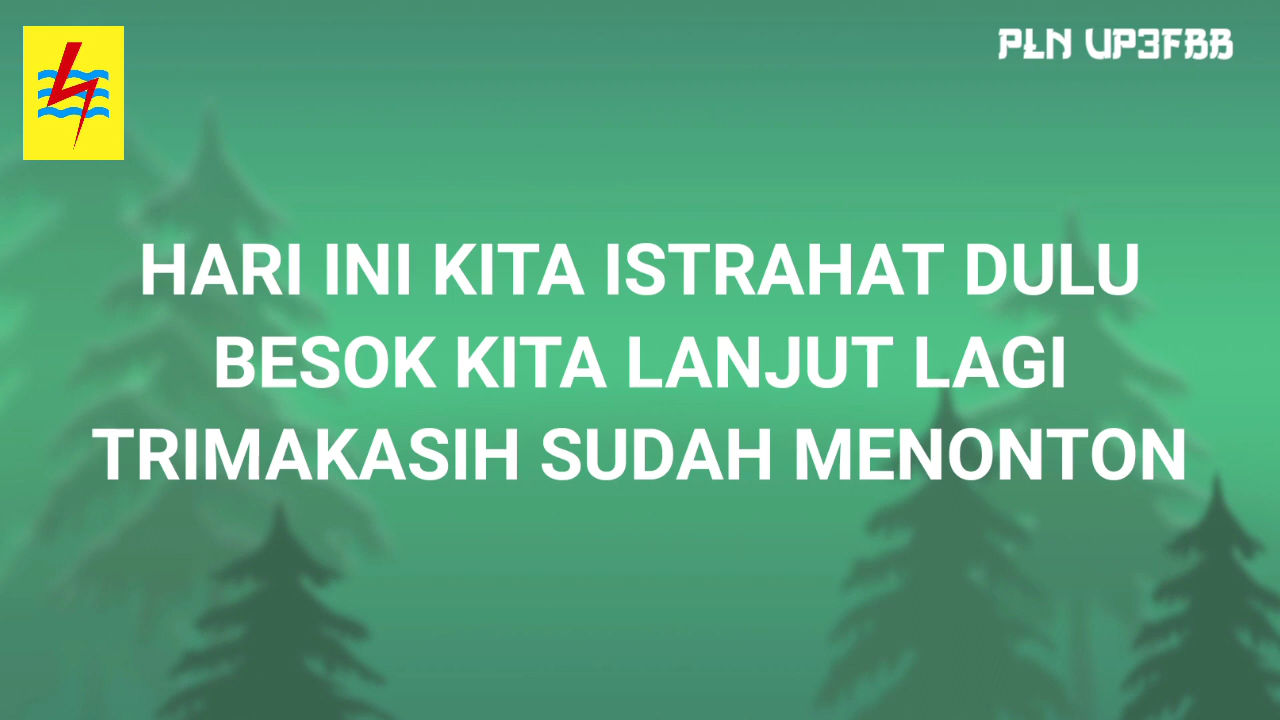 PLN UP3FBB
HARI INI KITA ISTRAHAT DULU
BESOK KITA LANJUT LAGI
TRIMAKASIH SUDAH MENONTON